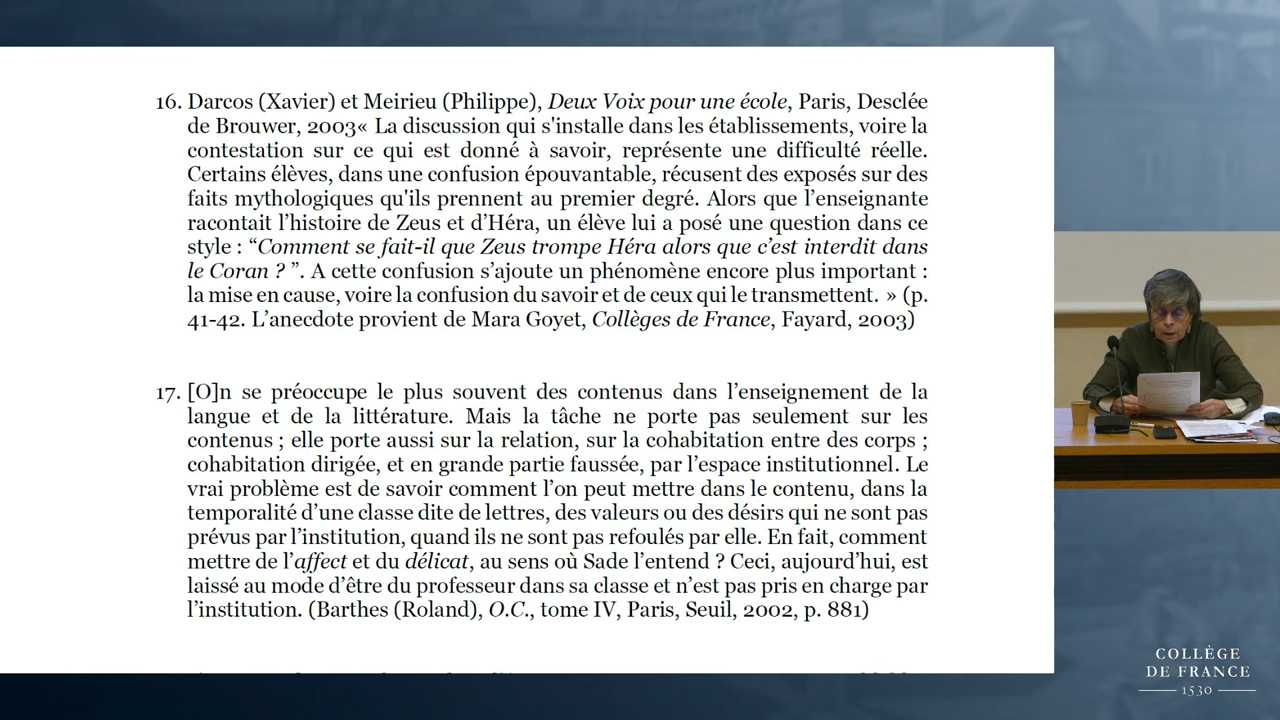 16. Darcos (Xavier) et Meirieu (Philippe), Deux Voix pour une école, Paris, Desclée
de Brouwer, 2003« La discussion qui s'installe dans les établissements, voire la
contestation sur ce qui est donné à savoir, représente une difficulté réelle.
Certains élèves, dans une confusion épouvantable, récusent des exposés sur des
faits mythologiques qu'ils prennent au premier degré. Alors que l’enseignante
racontait l’histoire de Zeus et d’Héra, un élève lui a posé une question dans ce
style : “Comment se fait-il que Zeus trompe Héra alors que c’est interdit dans
le Coran ? ”. A cette confusion s’ajoute un phénomène encore plus important :
la mise en cause, voire la confusion du savoir et de ceux qui le transmettent. » (p.
41-42. L’anecdote provient de Mara Goyet, Collèges de France, Fayard, 2003)
17. [O]n se préoccupe le plus souvent des contenus dans l’enseignement de la
langue et de la littérature. Mais la tâche ne porte pas seulement sur les
contenus ; elle porte aussi sur la relation, sur la cohabitation entre des corps ;
cohabitation dirigée, et en grande partie faussée, par l’espace institutionnel. Le
vrai problème est de savoir comment l’on peut mettre dans le contenu, dans la
temporalité d’une classe dite de lettres, des valeurs ou des désirs qui ne sont pas
prévus par l’institution, quand ils ne sont pas refoulés par elle. En fait, comment
mettre de l’affect et du délicat, au sens où Sade l’entend ? Ceci, aujourd’hui, est
laissé au mode d’être du professeur dans sa classe et n’est pas pris en charge par
l’institution. (Barthes (Roland), O.C., tome IV, Paris, Seuil, 2002, p. 881)
COLLÈGE
DE FRANCE
1530